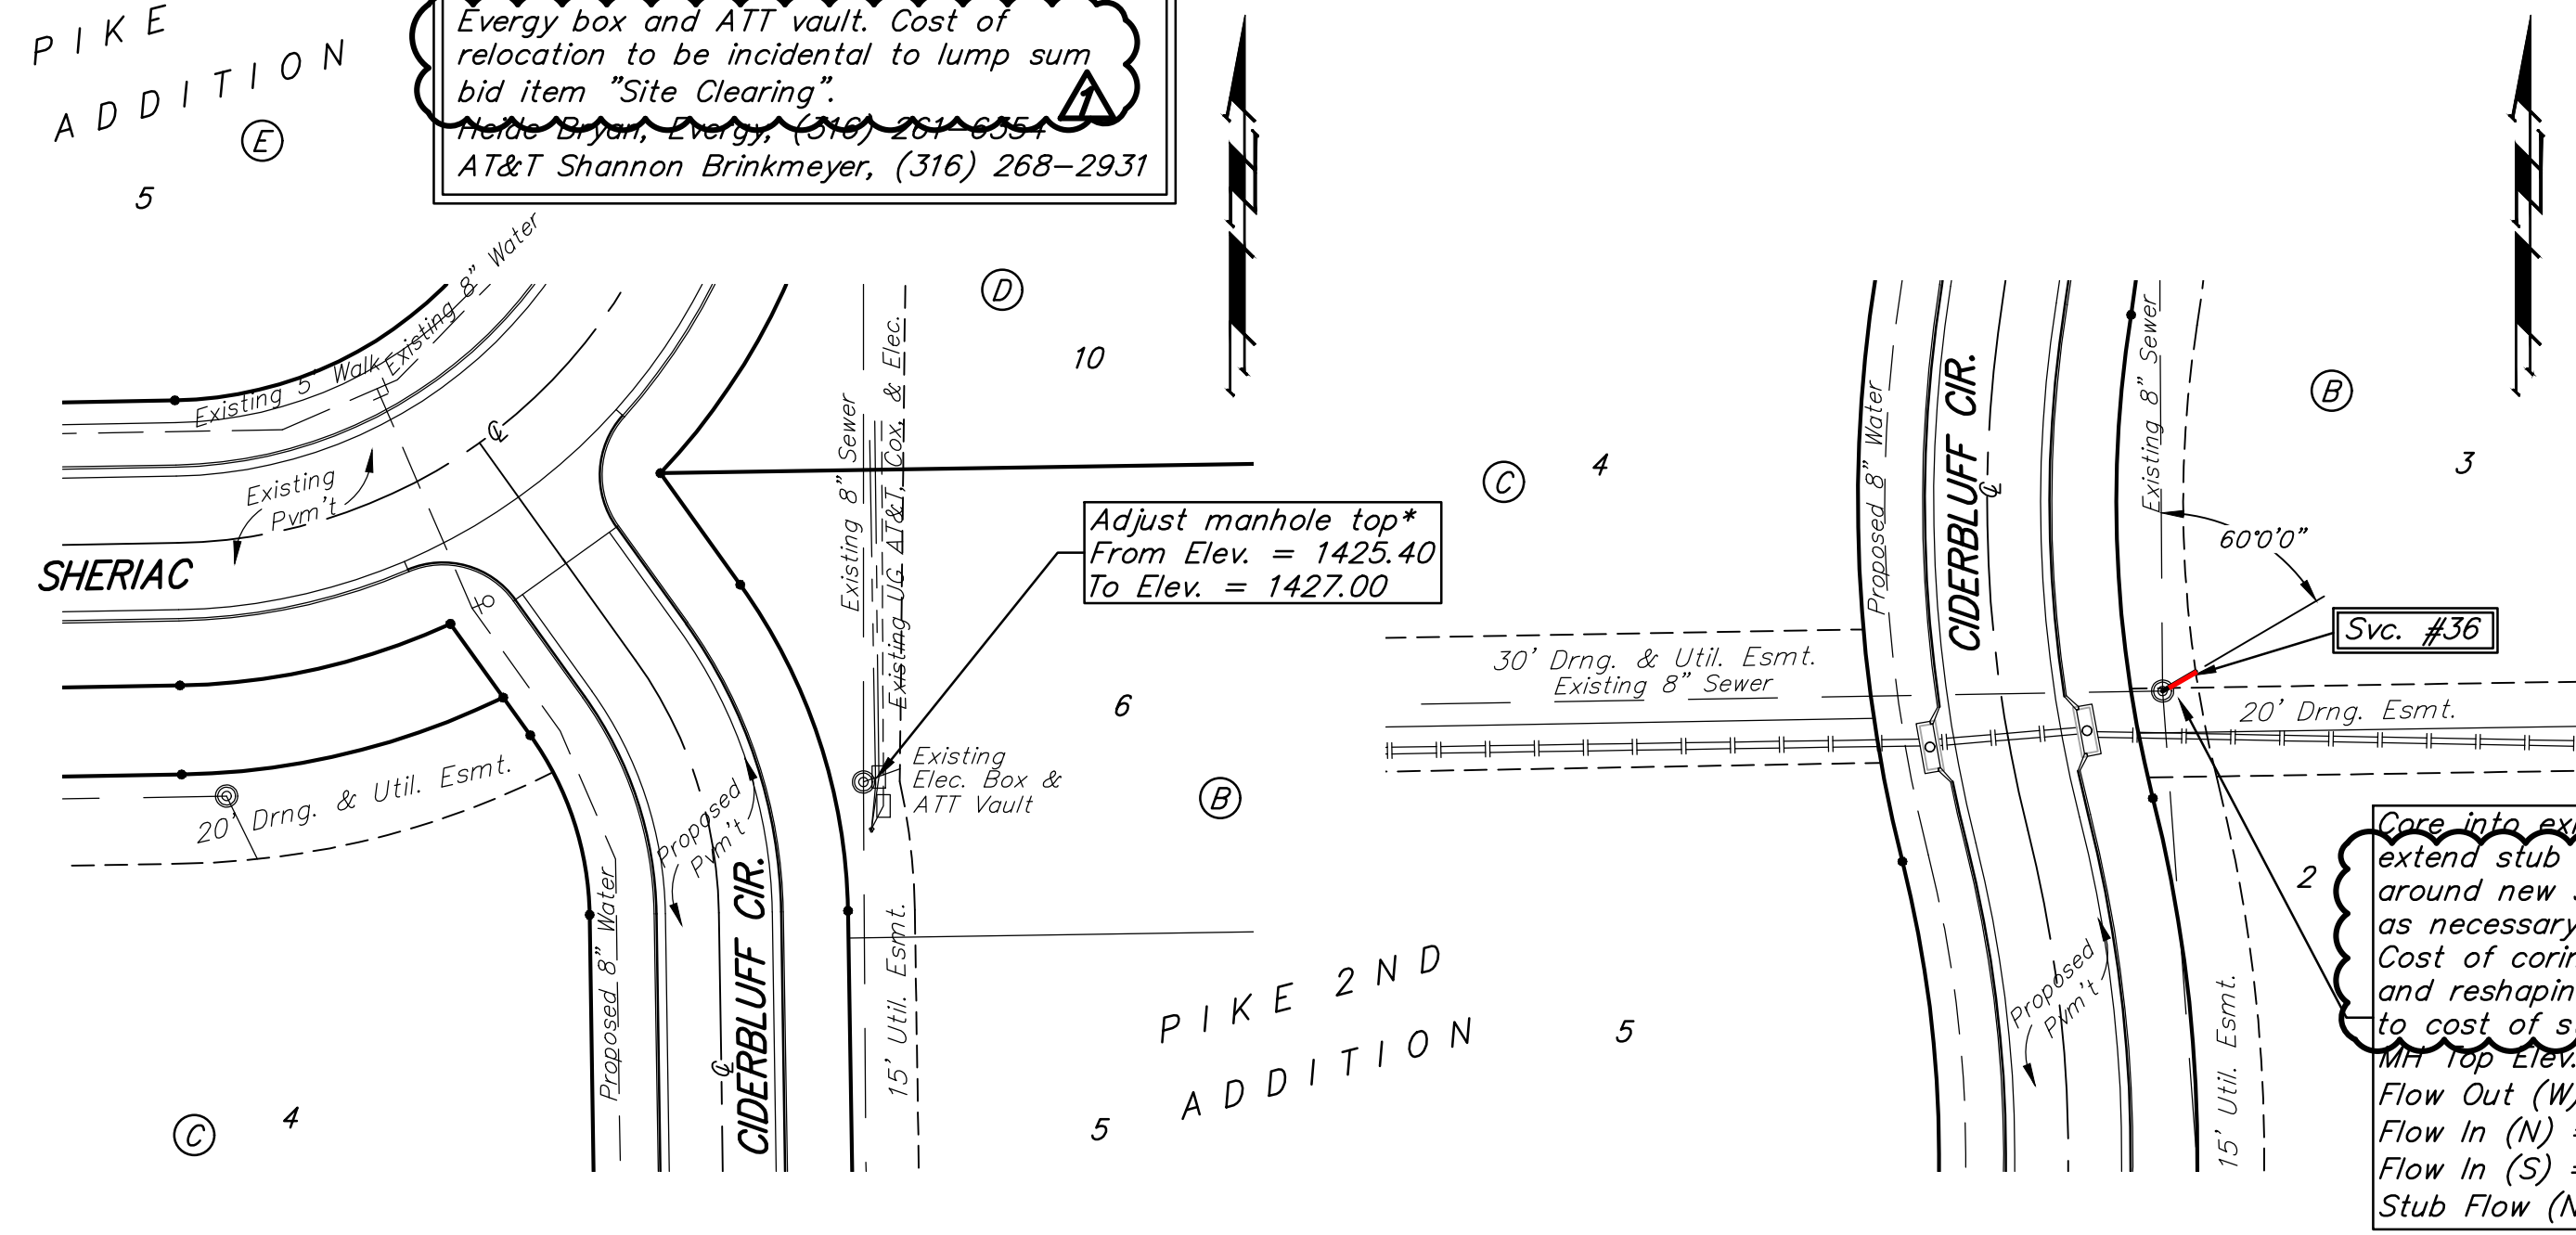 PIKE
ADDITION
E
5
Evergy box and ATT vault. Cost of
relocation to be incidental to lump sum
bid item "Site Clearing".
1
Heide Bryan, Evergy, (316) 261-6354
AT&T Shannon Brinkmeyer, (316) 268-2931
Existing 5' Walk
Existing 8" Water
Existing
Pvm't
SHERIAC
20' Drng. & Util. Esmt.
C
4
D
10
Existing 8" Sewer
Existing UG AT&T, Cox, & Elec.
Adjust manhole top*
From Elev. = 1425.40
To Elev. = 1427.00
6
Existing
Elec. Box &
ATT Vault
B
Proposed
Pvm't
Proposed 8" Water
CIDERBLUFF CIR.
15' Util. Esmt.
5
PIKE 2ND
ADDITION
C
4
30' Drng. & Util. Esmt.
Existing 8" Sewer
Proposed 8" Water
CIDERBLUFF CIR.
Existing 8" Sewer
B
3
60°0'0"
Svc. #36
20' Drng. Esmt.
2
5
Proposed
Pvm't
15' Util. Esmt.
Core into
extend stub
around new
as necessary
Cost of
and
to cost of
MH Top Elev.
Flow Out (W)
Flow In (N) =
Flow In (S) =
Stub Flow